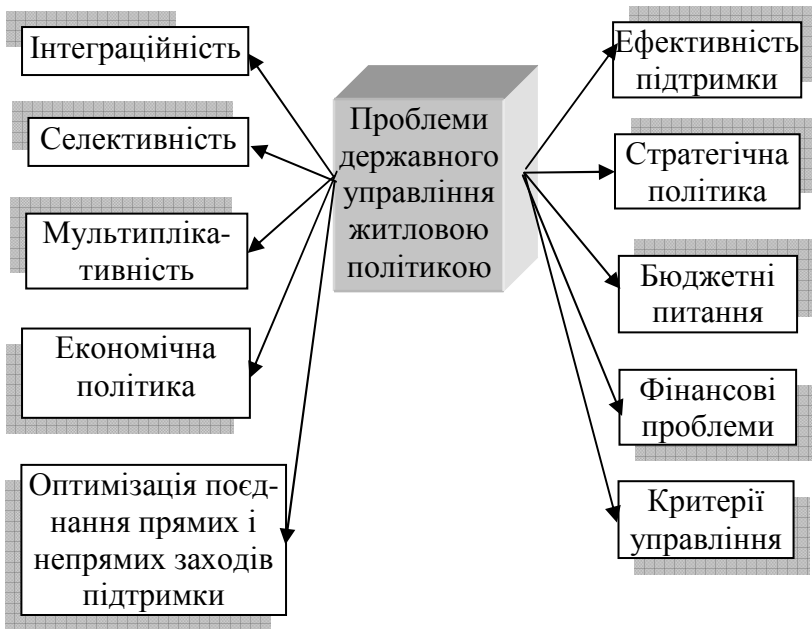 Інтеграційність
Селективність
Мультипліка-
тивність
Економічна
політика
Оптимізація поєд-
нання прямих і
непрямих заходів
підтримки
Проблеми
державного
управління
житловою
політикою
Ефективність
підтримки
Стратегічна
політика
Бюджетні
питання
Фінансові
проблеми
Критерії
управління